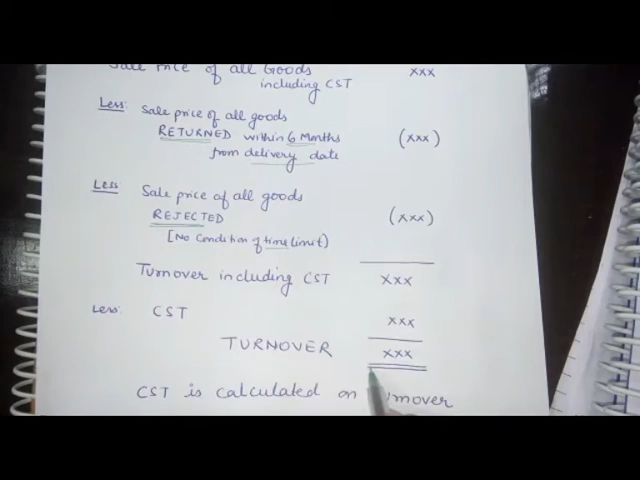 Sale Price of all Goods xxx
including CST
Less: Sale price of all goods
RETURNED within 6 Months (xxx)
from delivery date
Less Sale price of all goods
REJECTED (xxx)
[No Condition of time limit)
Turnover including CST xxx
Less: CST xxx
TURNOVER xxx
CST is calculated on